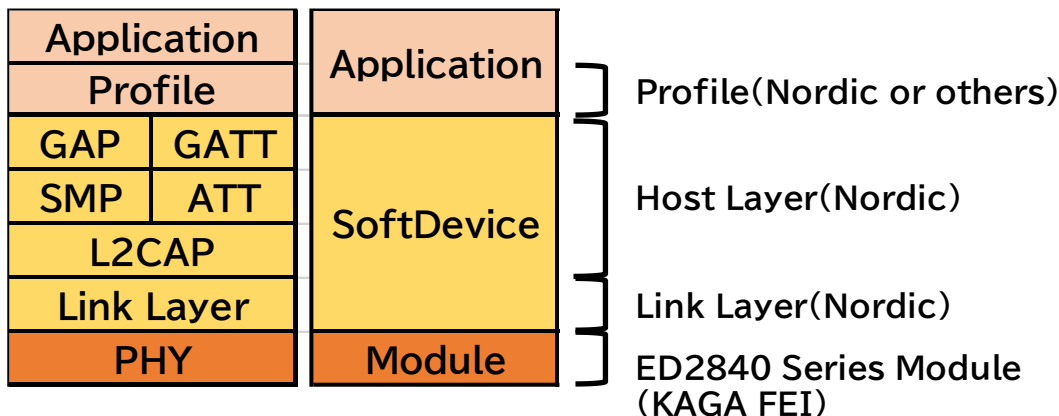 Application
Profile
GAP GATT
SMP ATT
L2CAP
Link Layer
PHY
Application
SoftDevice
Module
Profile(Nordic or others)
Host Layer(Nordic)
Link Layer(Nordic)
ED2840 Series Module
(KAGA FEI)